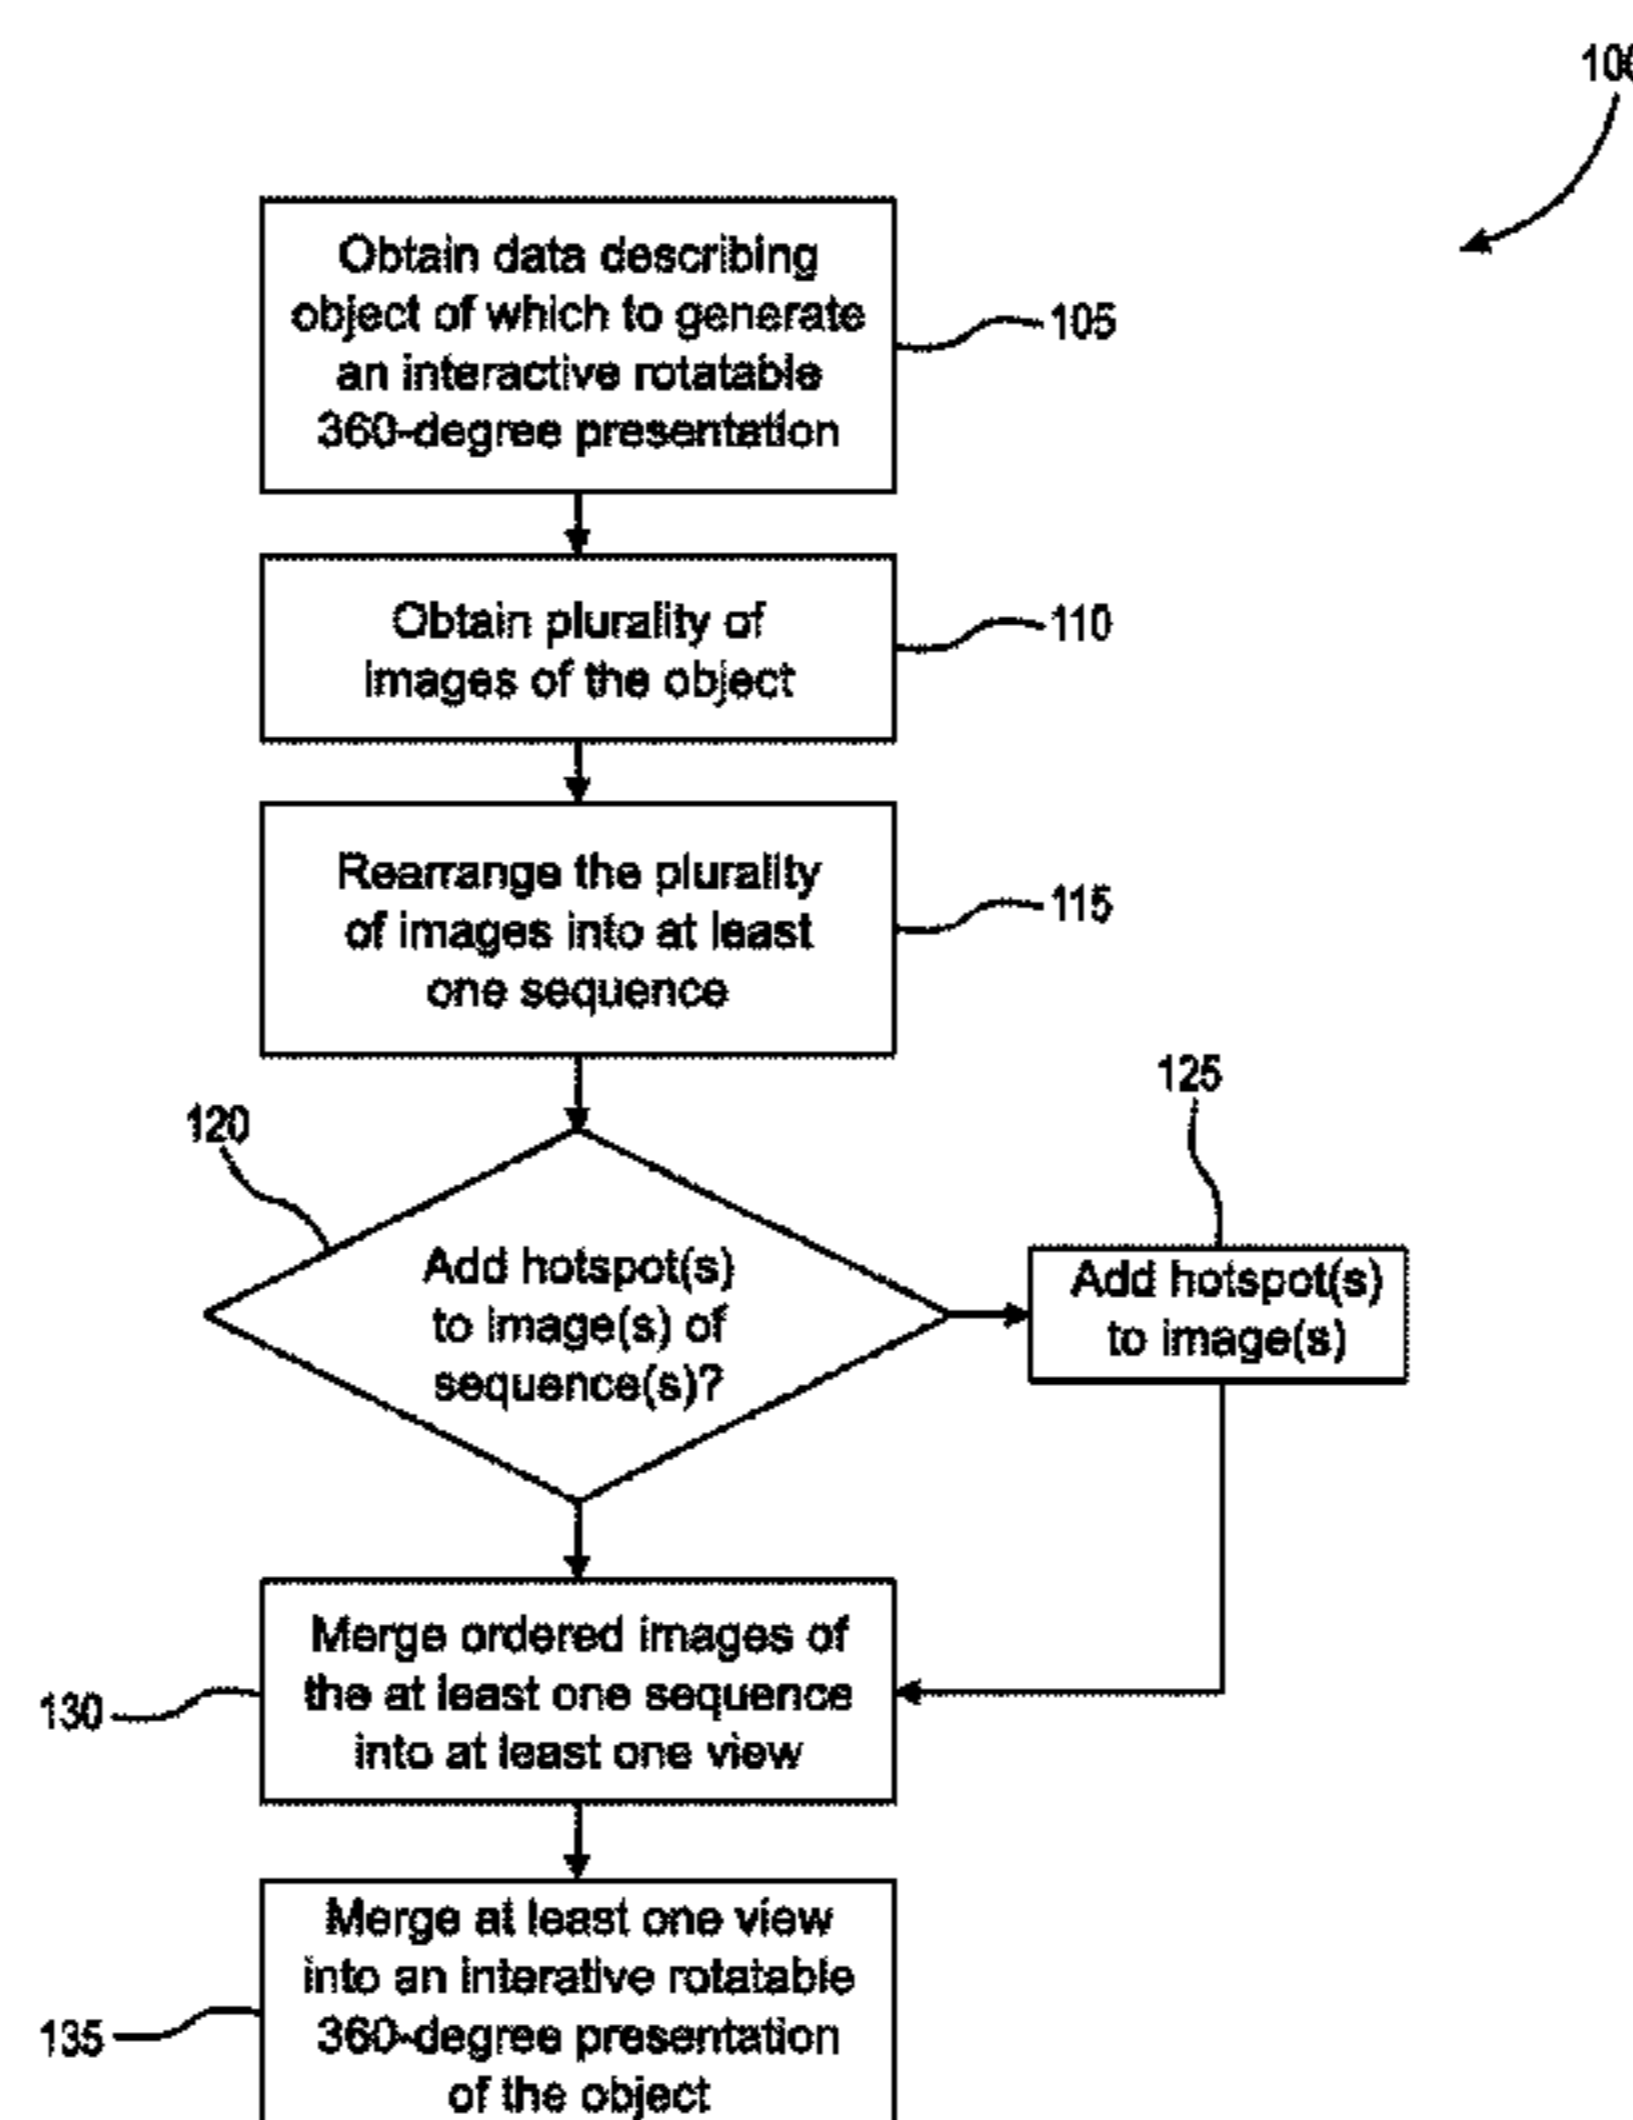 100
Obtain data describing
object of which to generate
an interactive rotatable
360-degree presentation
105
Obtain plurality of
images of the object
110
Rearrange the plurality
of images into at least
one sequence
115
120
125
Add hotspot(s)
to image(s) of
sequence(s)?
Add hotspot(s)
to image(s)
Merge ordered images of
the at least one sequence
into at least one view
130
Merge at least one view
into an interative rotatable
360-degree presentation
of the object
135